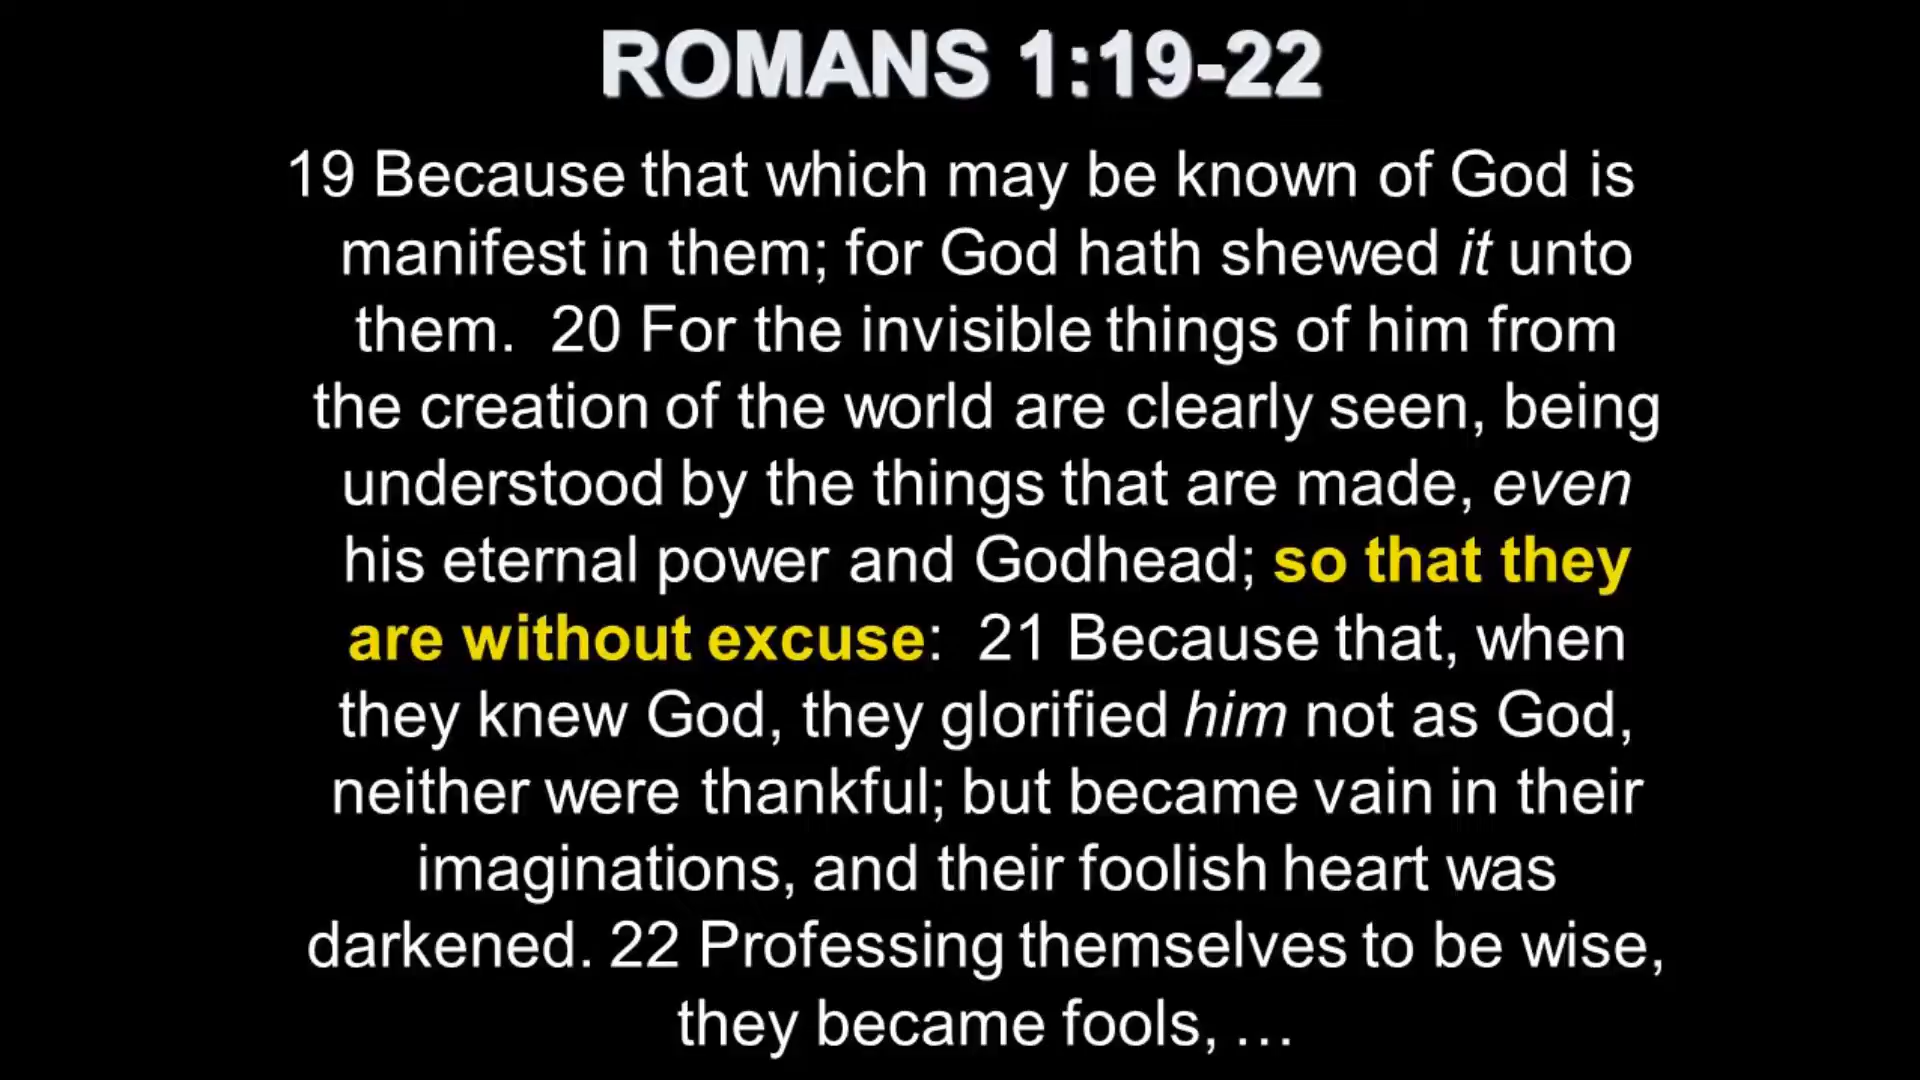 ROMANS 1:19-22
19 Because that which may be known of God is
manifest in them; for God hath shewed it unto
them.  20 For the invisible things of him from
the creation of the world are clearly seen, being
understood by the things that are made, even
his eternal power and Godhead; so that they
are without excuse:  21 Because that, when
they knew God, they glorified him not as God,
neither were thankful; but became vain in their
imaginations, and their foolish heart was
darkened. 22 Professing themselves to be wise,
they became fools, …